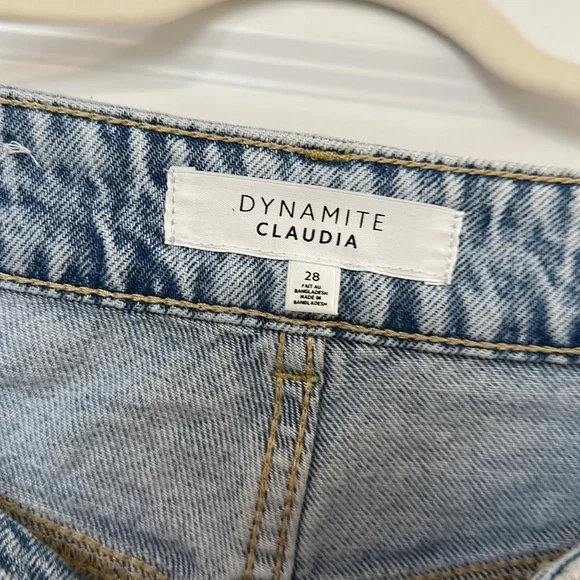 DYNAMITE
CLAUDIA
28
FAIT AU
BANGLADESH
MADE IN
BANGLADESH